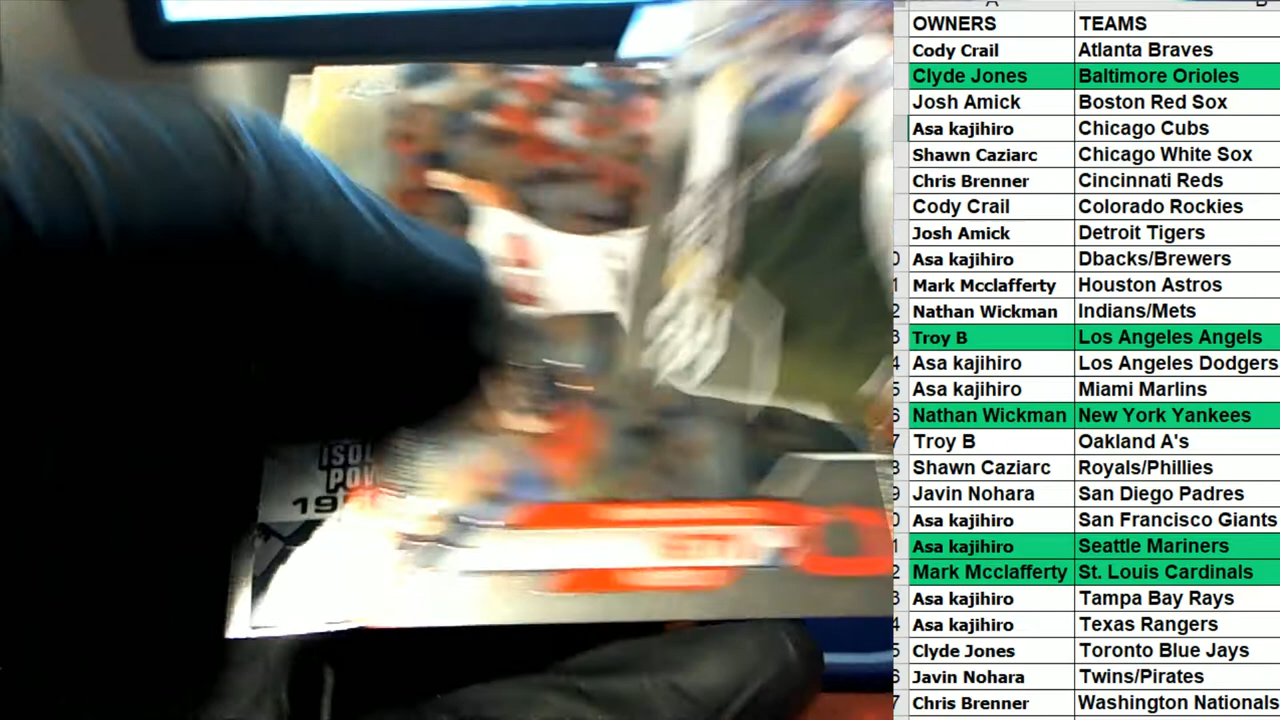 OWNERS TEAMS
Cody Crail Atlanta Braves
Clyde Jones Baltimore Orioles
Josh Amick Boston Red Sox
Asa kajihiro Chicago Cubs
Shawn Caziarc Chicago White Sox
Chris Brenner Cincinnati Reds
Cody Crail Colorado Rockies
Josh Amick Detroit Tigers
Asa kajihiro Dbacks/Brewers
Mark Mcclafferty Houston Astros
Nathan Wickman Indians/Mets
Troy B Los Angeles Angels
Asa kajihiro Los Angeles Dodgers
Asa kajihiro Miami Marlins
Nathan Wickman New York Yankees
Troy B Oakland A's
Shawn Caziarc Royals/Phillies
Javin Nohara San Diego Padres
Asa kajihiro San Francisco Giants
Asa kajihiro Seattle Mariners
Mark Mcclafferty St. Louis Cardinals
Asa kajihiro Tampa Bay Rays
Asa kajihiro Texas Rangers
Clyde Jones Toronto Blue Jays
Javin Nohara Twins/Pirates
Chris Brenner Washington Nationals